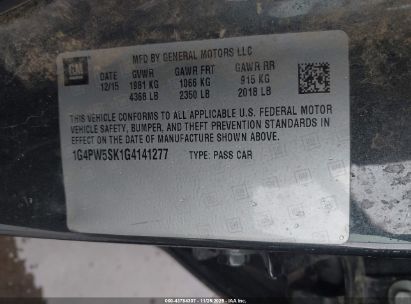 MFD BY GENERAL MOTORS LLC
GM
DATE GVWR GAWR FRT GAWR RR
12/15 1981 KG 1066 KG 915 KG
4368 LB 2350 LB 2018 LB
THIS VEHICLE CONFORMS TO ALL APPLICABLE U.S. FEDERAL MOTOR
VEHICLE SAFETY, BUMPER, AND THEFT PREVENTION STANDARDS IN
EFFECT ON THE DATE OF MANUFACTURE SHOWN ABOVE.
1G4PW5SK1G4141277 TYPE: PASS CAR